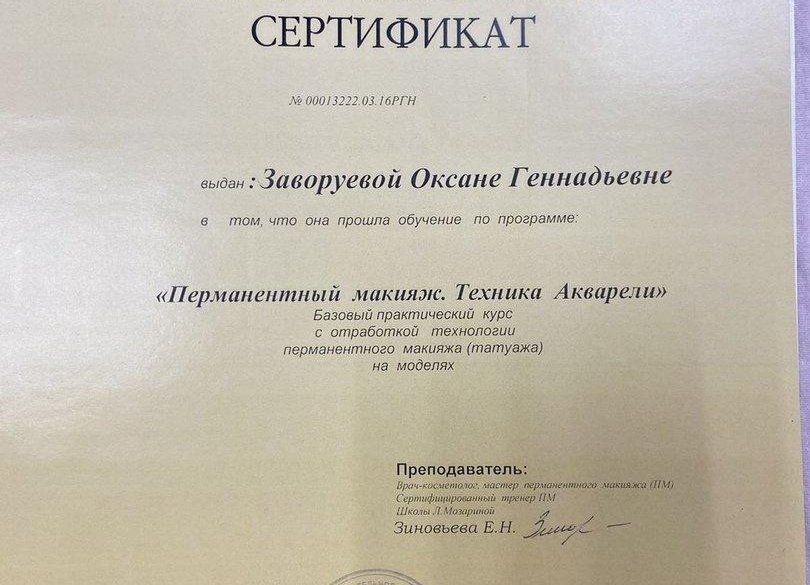 СЕРТИФИКАТ
№ 00013222.03.16РГН
выдан : Заворуевой Оксане Геннадьевне
в том, что она прошла обучение по программе:
«Перманентный макияж. Техника Акварели»
Базовый практический курс
с отработкой технологии
перманентного макияжа (татуажа)
на моделях
Преподаватель:
Врач-косметолог, мастер перманентного макияжа (ПМ)
Сертифицированный тренер ПМ
Школы Л.Мазариной
Зиновьева Е.Н.